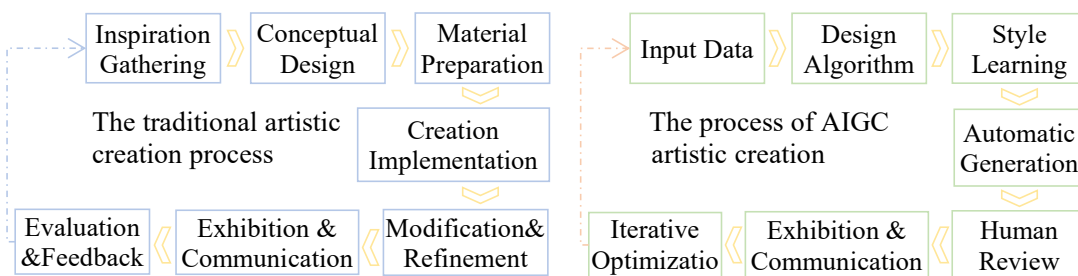 Inspiration
Gathering
Conceptual
Design
Material
Preparation
The traditional artistic
creation process
Creation
Implementation
Evaluation
&Feedback
Exhibition &
Communication
Modification&
Refinement
Input Data
Design
Algorithm
Style
Learning
The process of AIGC
artistic creation
Automatic
Generation
Iterative
Optimizatio
Exhibition &
Communication
Human
Review